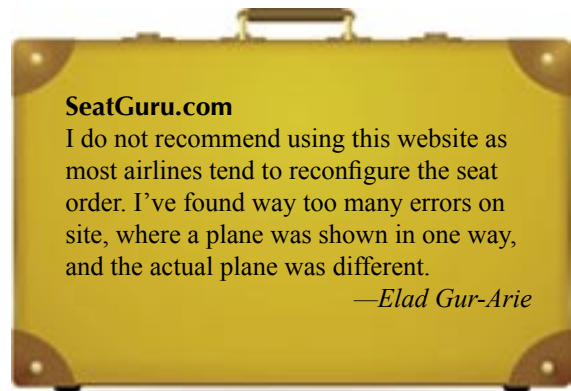 SeatGuru.com
I do not recommend using this website as
most airlines tend to reconfigure the seat
order. I’ve found way too many errors on
site, where a plane was shown in one way,
and the actual plane was different.
—Elad Gur-Arie